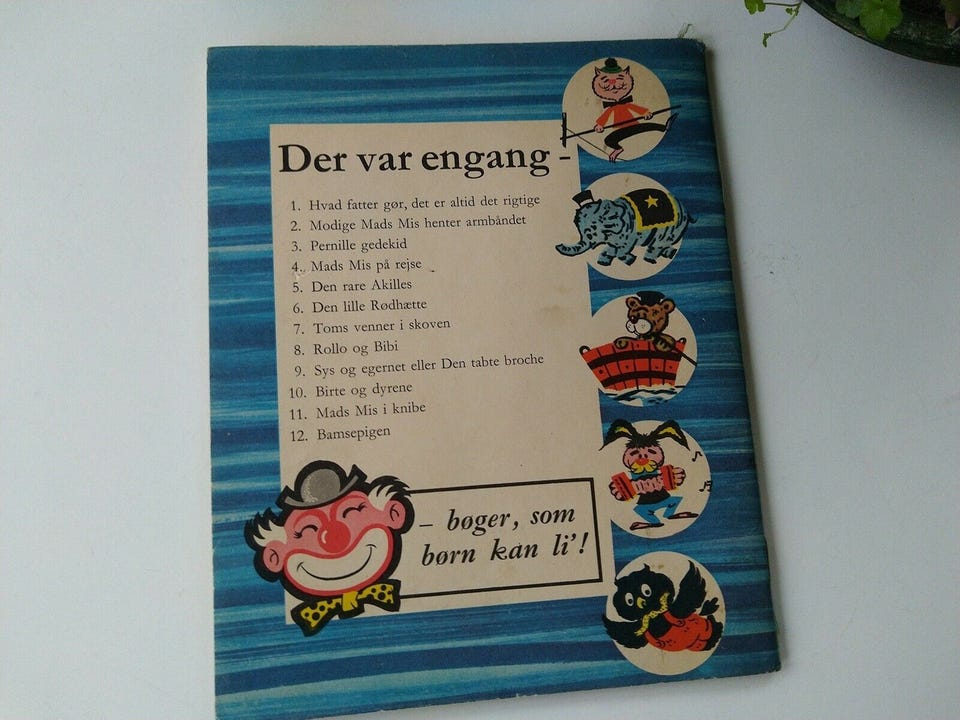 Der var engang -
1. Hvad fatter gør, det er altid det rigtige
2. Modige Mads Mis henter armbåndet
3. Pernille gedekid
4. Mads Mis på rejse
5. Den rare Akilles
6. Den lille Rødhætte
7. Toms venner i skoven
8. Rollo og Bibi
9. Sys og egernet eller Den tabte broche
10. Birte og dyrene
11. Mads Mis i knibe
12. Bamsepigen
– bøger, som
børn kan li'!